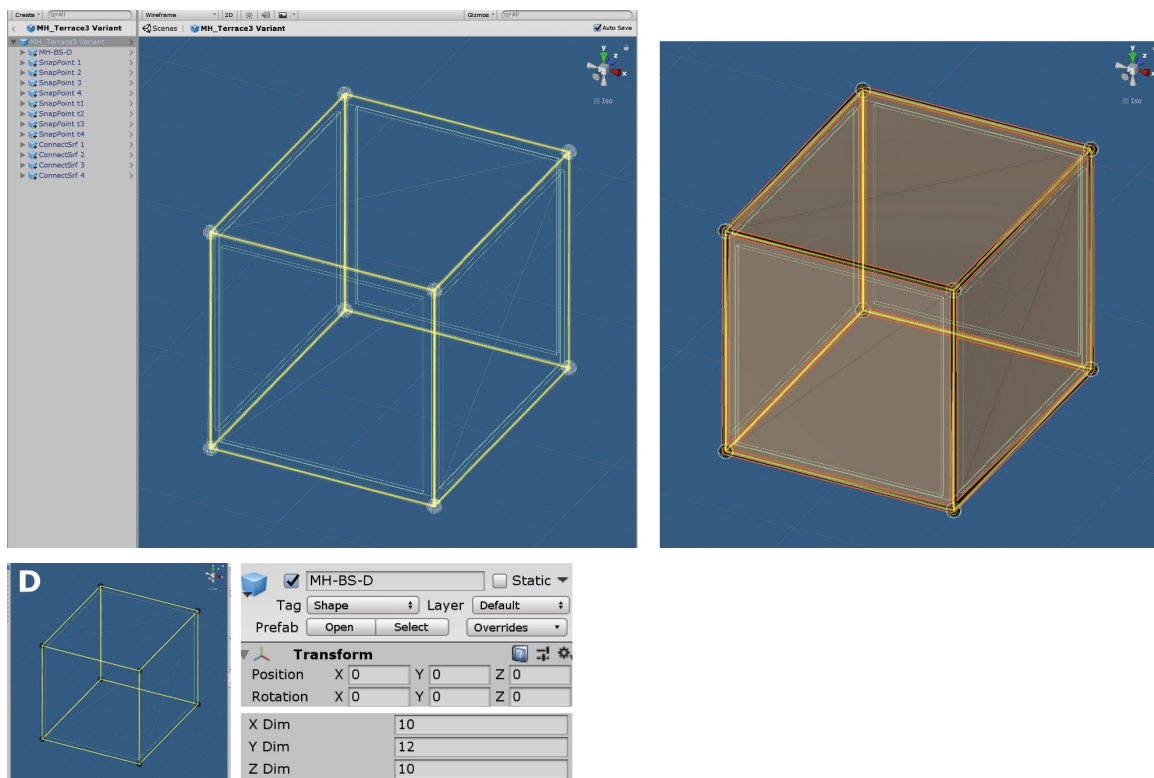 Create Q▾All Wireframe 2D Gizmos Q▾All
< MH_Terrace3 Variant Scenes MH_Terrace3 Variant Auto Save
MH_Terrace3 Variant >
MH-BS-D >
SnapPoint 1 >
SnapPoint 2 >
SnapPoint 3 >
SnapPoint 4 >
SnapPoint t1 >
SnapPoint t2 >
SnapPoint t3 >
SnapPoint t4 >
ConnectSrf 1 >
ConnectSrf 2 >
ConnectSrf 3 >
ConnectSrf 4 >
y z x
Iso
y z x
Iso
D
MH-BS-D Static
Tag Shape Layer Default
Prefab Open Select Overrides
Transform
Position X 0 Y 0 Z 0
Rotation X 0 Y 0 Z 0
X Dim 10
Y Dim 12
Z Dim 10